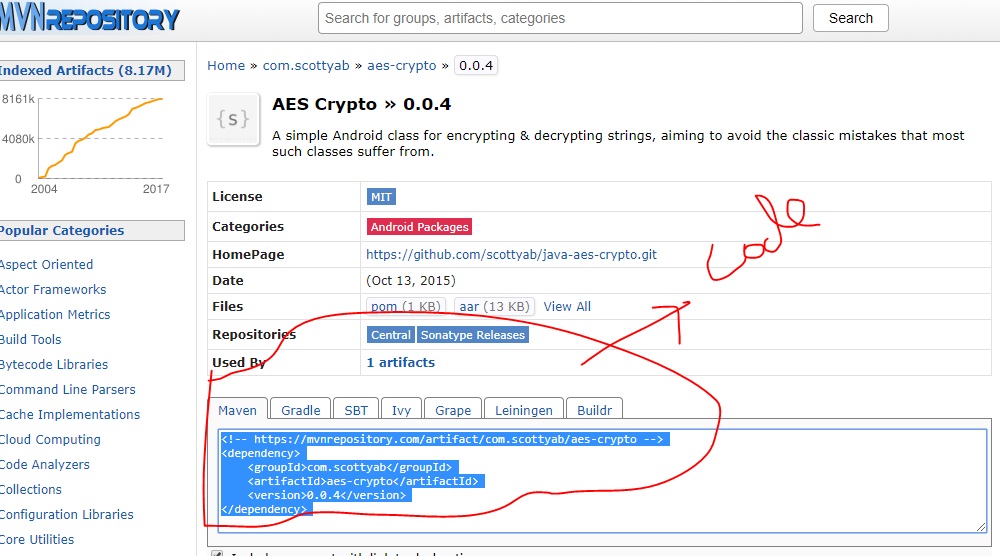 MVNREPOSITORY
Search for groups, artifacts, categories
Search
Indexed Artifacts (8.17M)
8161k
4080k
0
2004 2017
Popular Categories
Aspect Oriented
Actor Frameworks
Application Metrics
Build Tools
Bytecode Libraries
Command Line Parsers
Cache Implementations
Cloud Computing
Code Analyzers
Collections
Configuration Libraries
Core Utilities
Home » com.scottyab » aes-crypto » 0.0.4
{s}
AES Crypto » 0.0.4
A simple Android class for encrypting & decrypting strings, aiming to avoid the classic mistakes that most
such classes suffer from.
License MIT
Categories Android Packages
HomePage https://github.com/scottyab/java-aes-crypto.git
Date (Oct 13, 2015)
Files pom (1 KB) aar (13 KB) View All
Repositories Central Sonatype Releases
Used By 1 artifacts
code
Maven Gradle SBT Ivy Grape Leiningen Buildr
<!-- https://mvnrepository.com/artifact/com.scottyab/aes-crypto -->
<dependency>
<groupId>com.scottyab</groupId>
<artifactId>aes-crypto</artifactId>
<version>0.0.4</version>
</dependency>